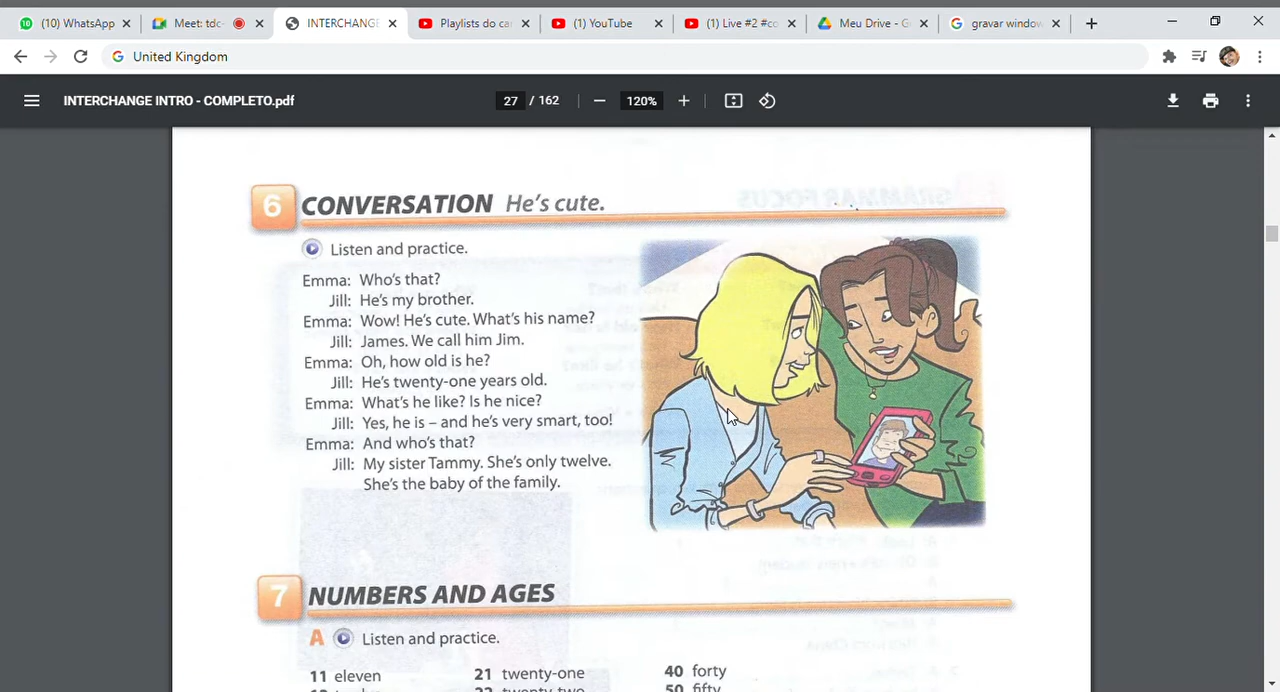 (10) WhatsApp
Meet: tdc-
INTERCHANGE
Playlists do ca
(1) YouTube
(1) Live #2 #co
Meu Drive - G
gravar window
United Kingdom
INTERCHANGE INTRO - COMPLETO.pdf
27 / 162
120%
6 CONVERSATION He's cute.
Listen and practice.
Emma: Who's that?
Jill: He's my brother.
Emma: Wow! He's cute. What's his name?
Jill: James. We call him Jim.
Emma: Oh, how old is he?
Jill: He's twenty-one years old.
Emma: What's he like? Is he nice?
Jill: Yes, he is – and he's very smart, too!
Emma: And who's that?
Jill: My sister Tammy. She's only twelve.
She's the baby of the family.
7 NUMBERS AND AGES
A Listen and practice.
11 eleven
21 twenty-one
40 forty
50 fifty